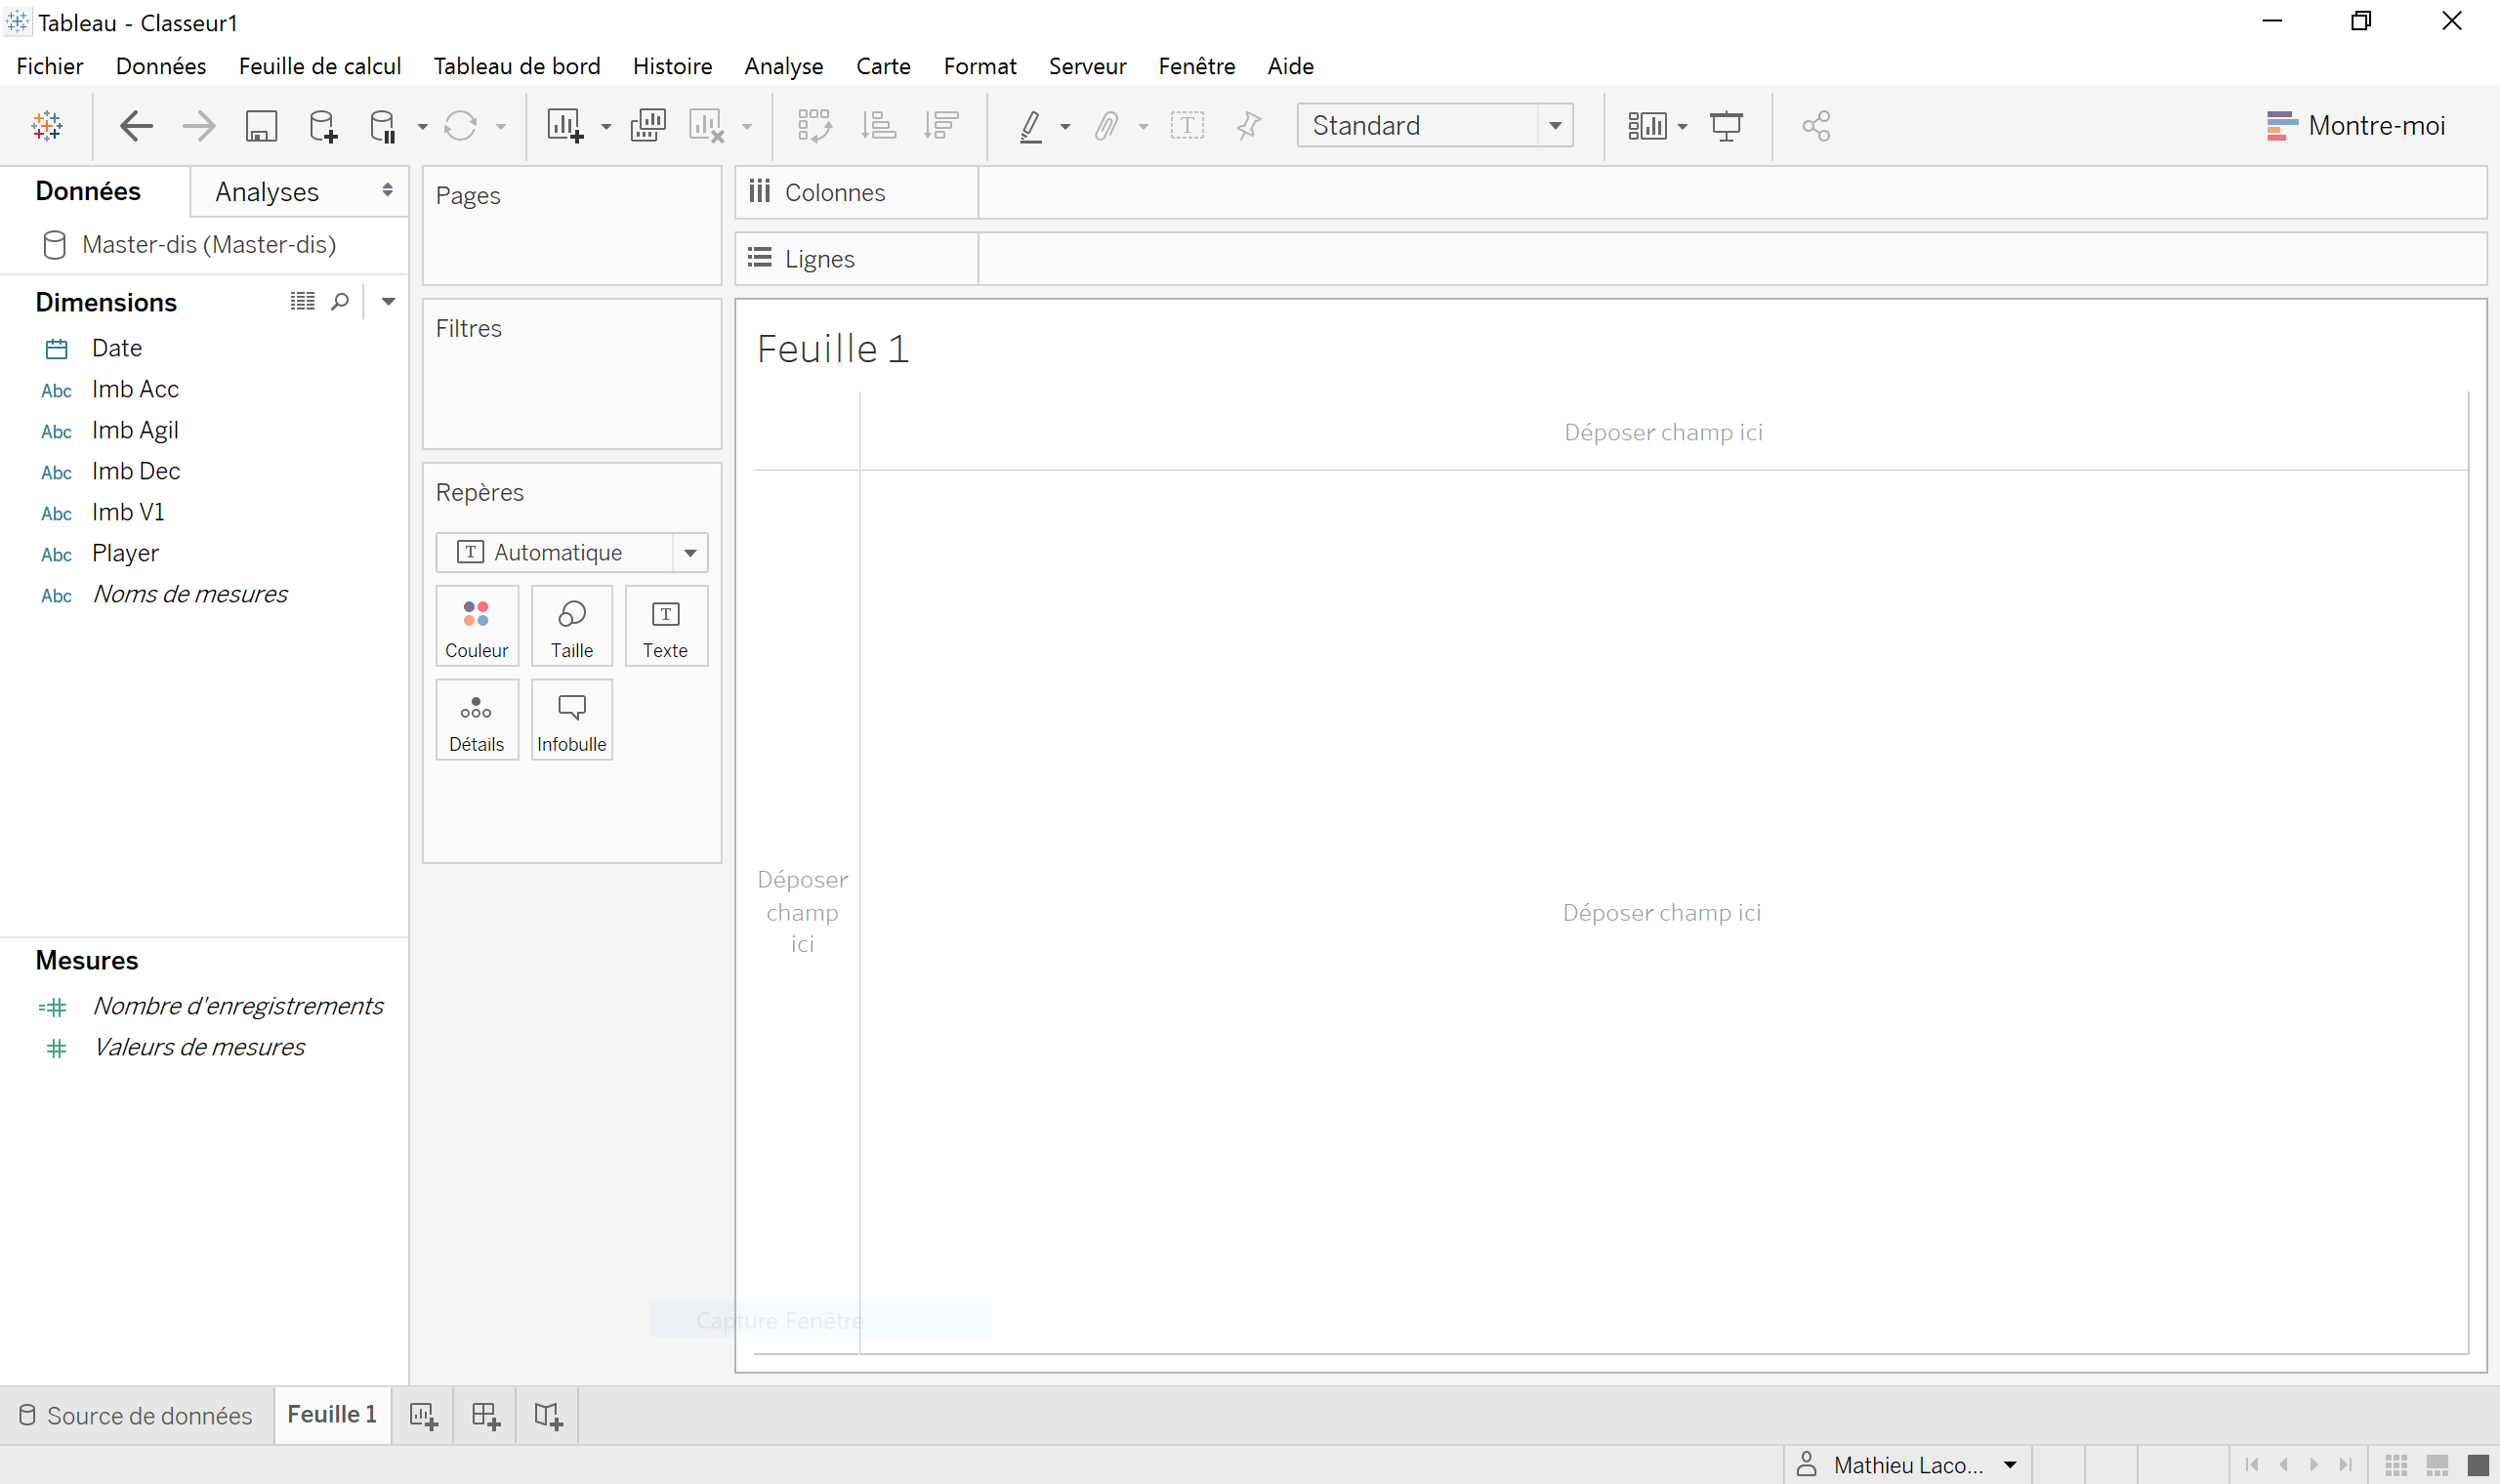 Tableau - Classeur1
Fichier Données Feuille de calcul Tableau de bord Histoire Analyse Carte Format Serveur Fenêtre Aide
Standard
Montre-moi
Données Analyses
Master-dis (Master-dis)
Dimensions
Date
Abc Imb Acc
Abc Imb Agil
Abc Imb Dec
Abc Imb V1
Abc Player
Abc Noms de mesures
Mesures
=# Nombre d'enregistrements
# Valeurs de mesures
Pages
Filtres
Repères
T Automatique
Couleur Taille Texte
Détails Infobulle
Colonnes
Lignes
Feuille 1
Déposer champ ici
Déposer
champ
ici
Déposer champ ici
Capture Fenêtre
Source de données Feuille 1
Mathieu Laco...